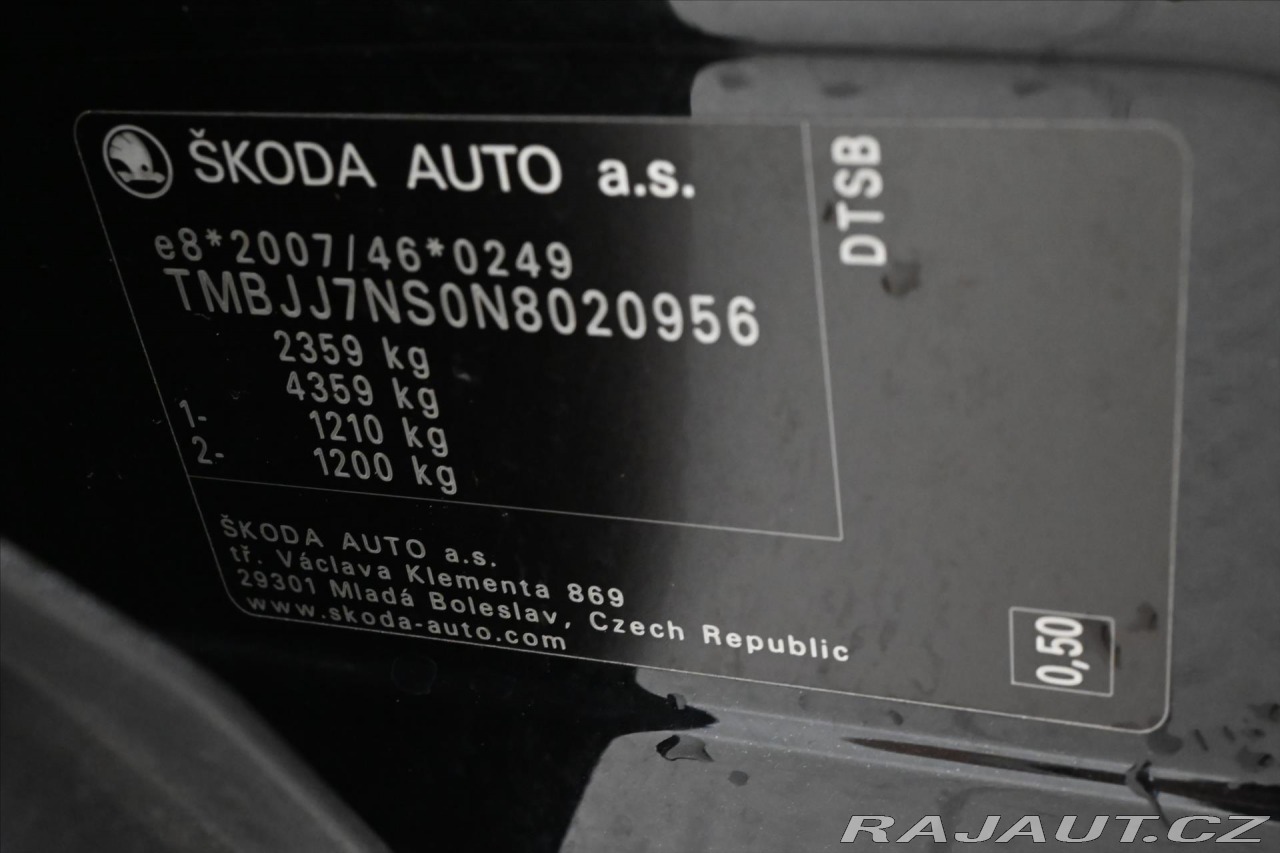 ŠKODA AUTO a.s.
DTSB
e8*2007/46*0249
TMBJJ7NS0N8020956
2359 kg
4359 kg
1- 1210 kg
2- 1200 kg
ŠKODA AUTO a.s.
tř. Václava Klementa 869
29301 Mladá Boleslav, Czech Republic
www.skoda-auto.com
0,50
RAJAUT.CZ